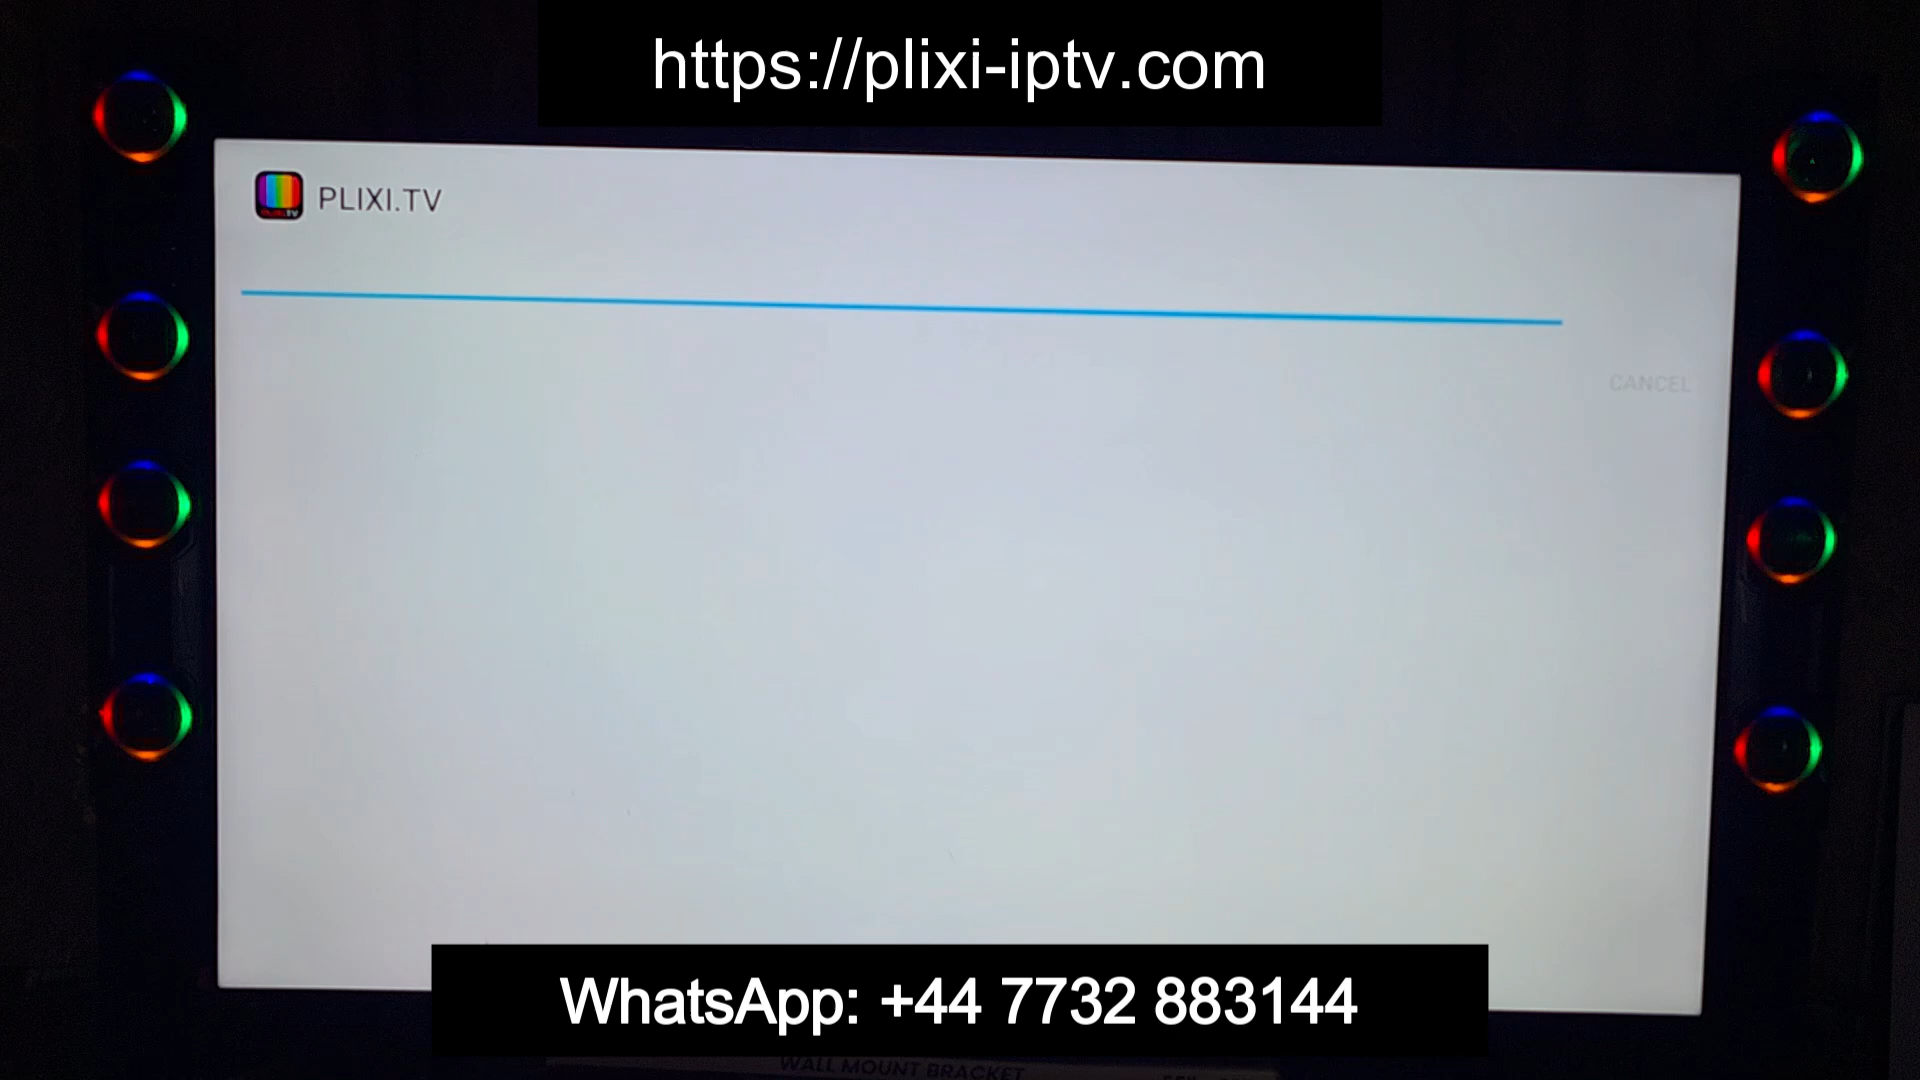 https://plixi-iptv.com
PLIXI.TV
CANCEL
WhatsApp: +44 7732 883144
WALL MOUNT BRACKET